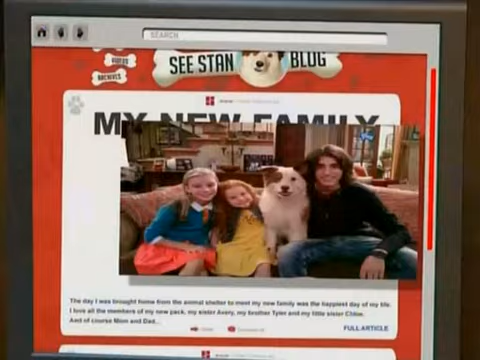 SEARCH
VIDEOS
ARCHIVES
SEE STAN BLOG
MY NEW FAMILY
The day I was brought home from the animal shelter to meet my new family was the happiest day of my life.
I love all the members of my new pack, my sister Avery, my brother Tyler and my little sister Chloe.
And of course Mom and Dad...
FULL ARTICLE